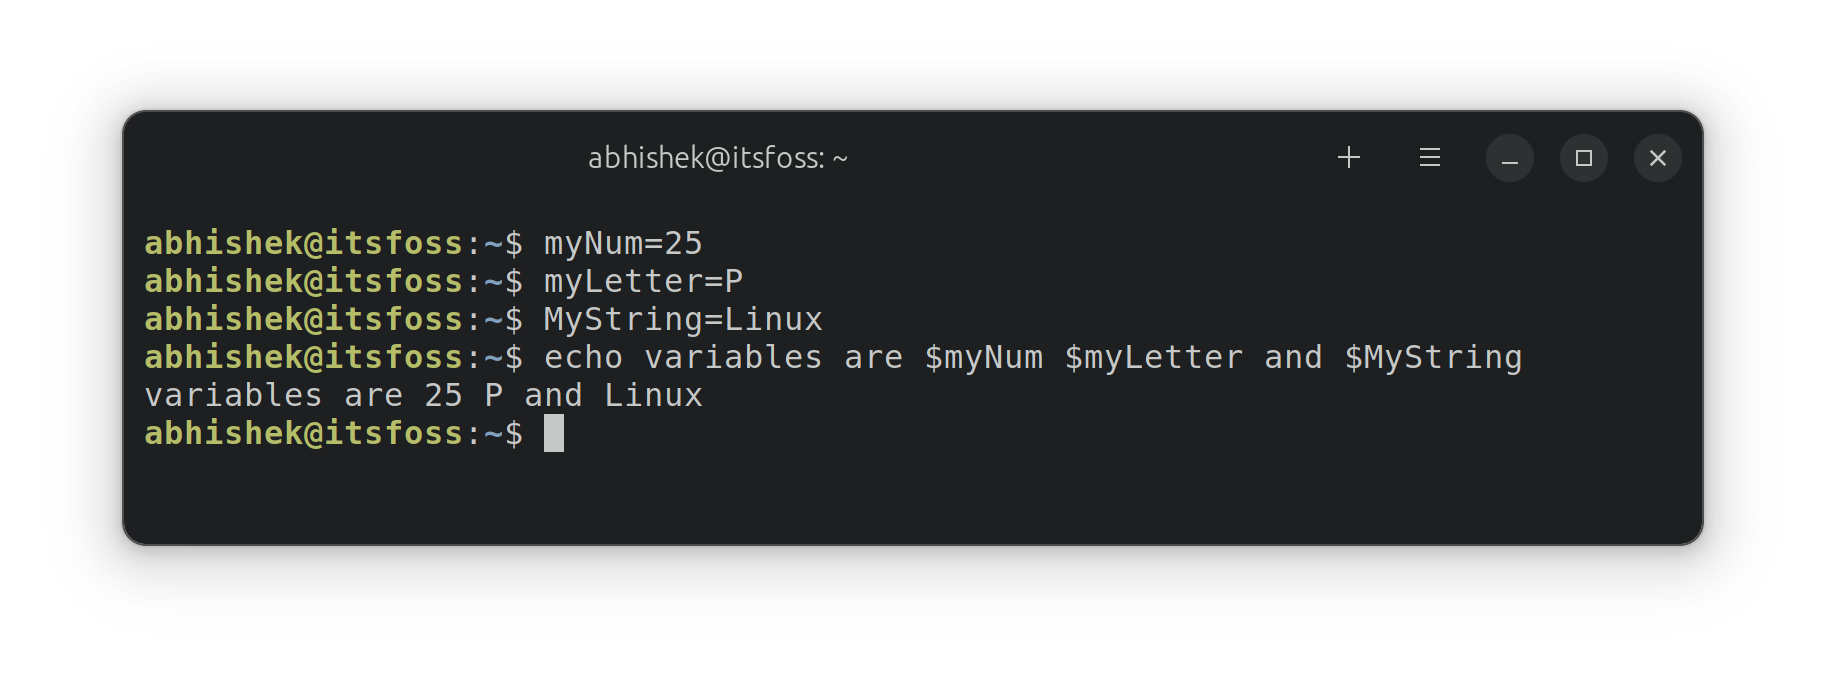 abhishek@itsfoss: ~
abhishek@itsfoss:~$ myNum=25
abhishek@itsfoss:~$ myLetter=P
abhishek@itsfoss:~$ MyString=Linux
abhishek@itsfoss:~$ echo variables are $myNum $myLetter and $MyString
variables are 25 P and Linux
abhishek@itsfoss:~$